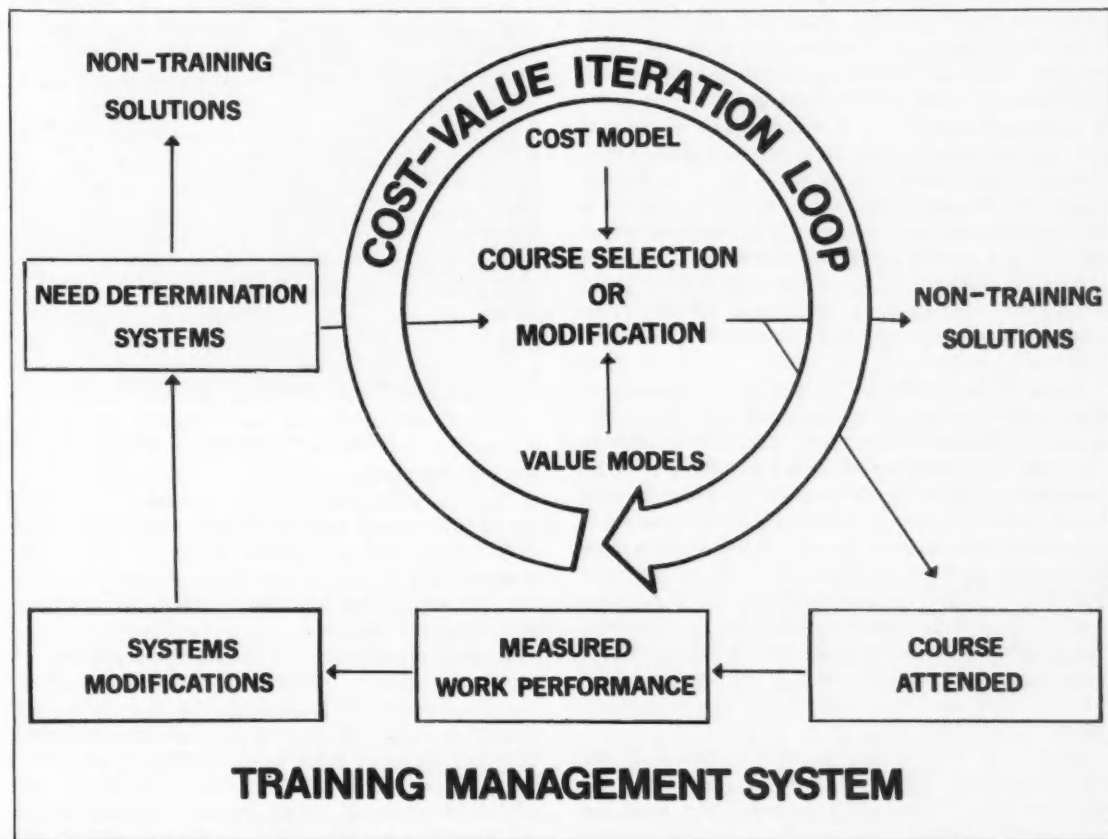 NON-TRAINING
SOLUTIONS
COST-VALUE ITERATION LOOP
COST MODEL
COURSE SELECTION
OR
MODIFICATION
NEED DETERMINATION
SYSTEMS
NON-TRAINING
SOLUTIONS
VALUE MODELS
SYSTEMS
MODIFICATIONS
MEASURED
WORK PERFORMANCE
COURSE
ATTENDED
TRAINING MANAGEMENT SYSTEM